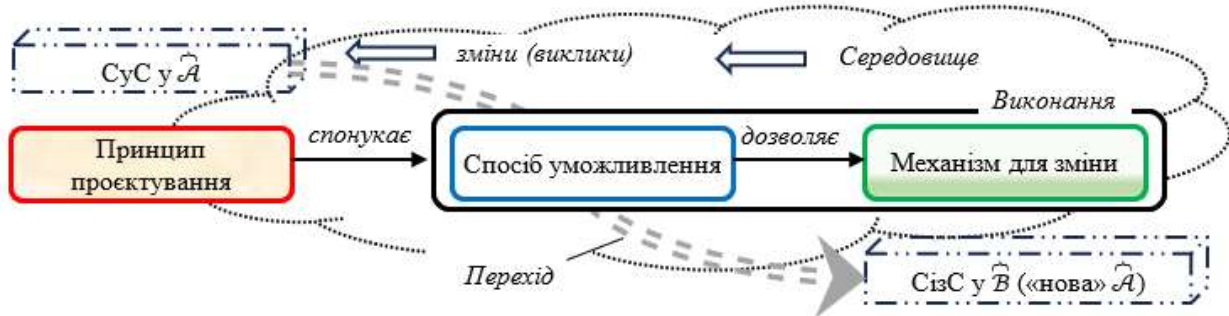 зміни (виклики)
Середовище
СуС у 𝒜̑
Виконання
Принцип
проєктування
спонукає
Спосіб уможливлення
дозволяє
Механізм для зміни
Перехід
СізС у ℬ̑ («нова» 𝒜̑)